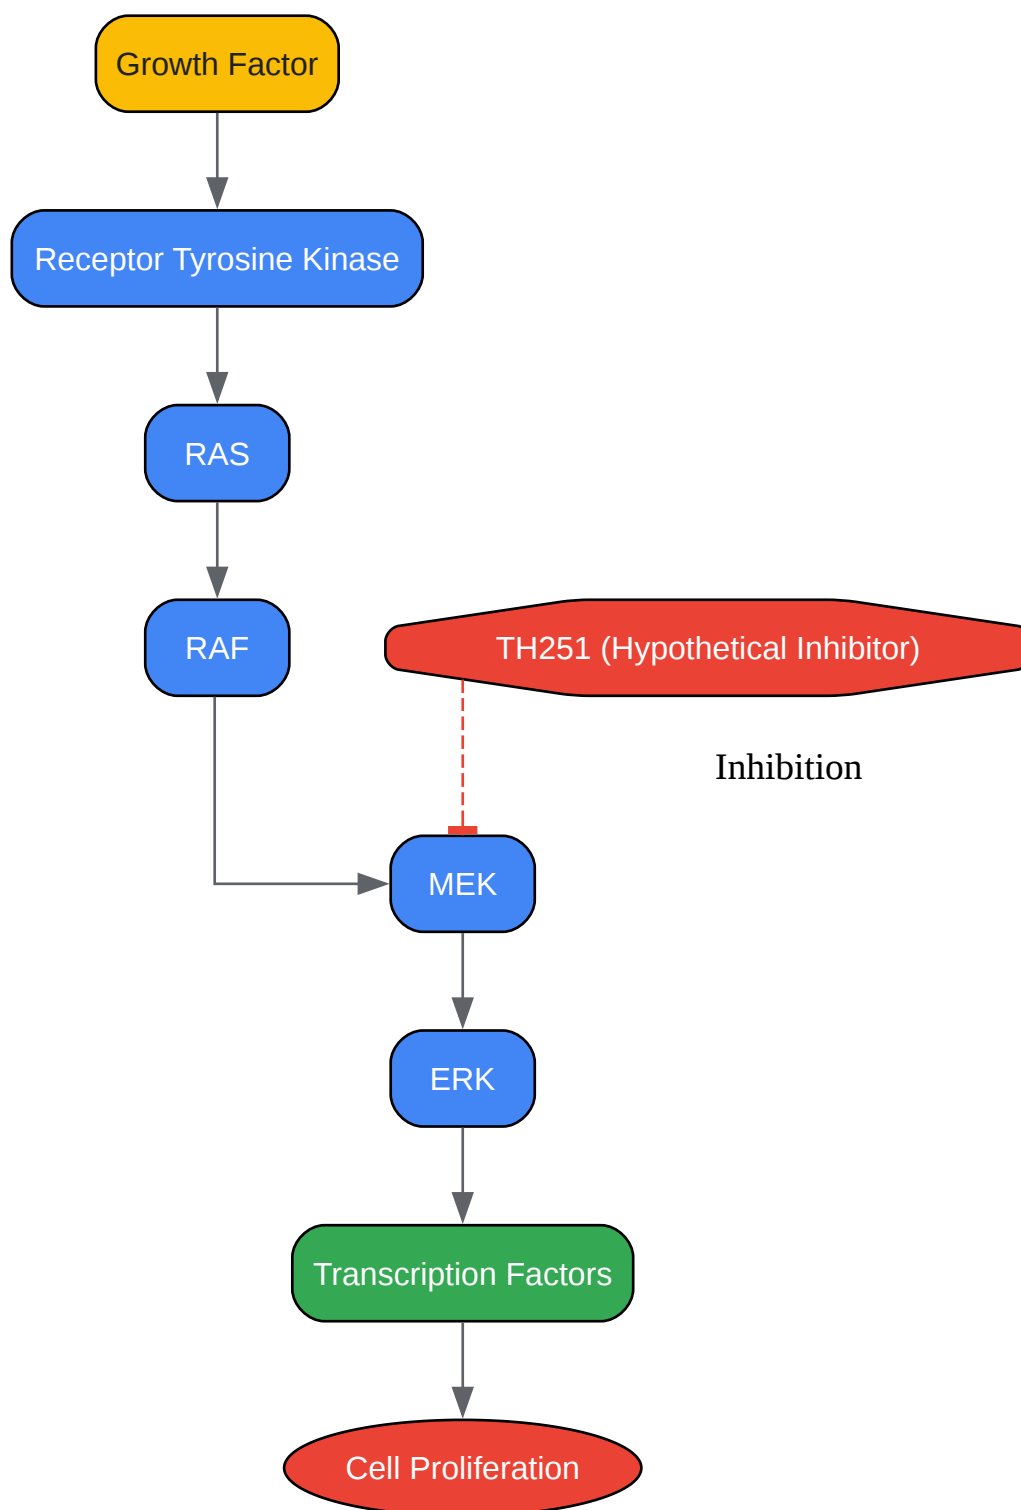 Growth Factor
Receptor Tyrosine Kinase
RAS
RAF
TH251 (Hypothetical Inhibitor)
Inhibition
MEK
ERK
Transcription Factors
Cell Proliferation